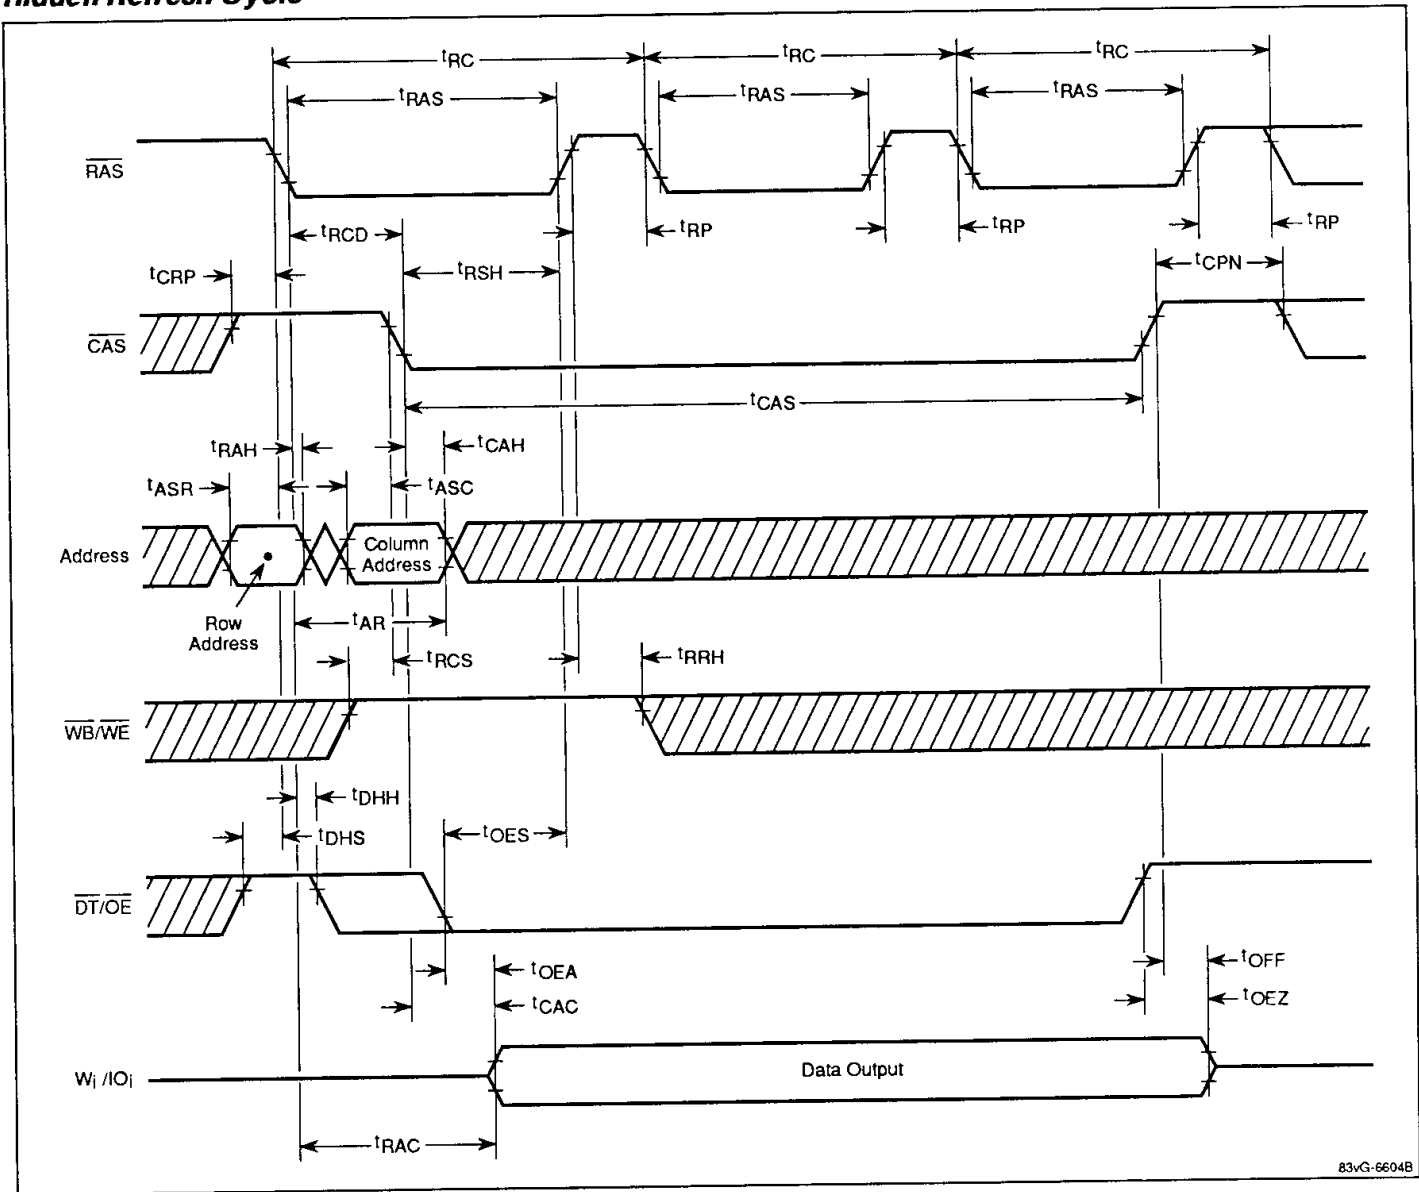 Hidden Refresh Cycle
tRC tRC tRC
tRAS tRAS tRAS
RAS
tRCD tRP tRP tRP
tCRP tRSH tCPN
CAS
tCAS
tRAH tCAH
tASR tASC
Address Column Address
Row Address
tAR
tRCS tRRH
WB/WE
tDHH
tDHS tOES
DT/OE
tOEA tOFF
tCAC tOEZ
Wi /IOi Data Output
tRAC
83vG-6604B